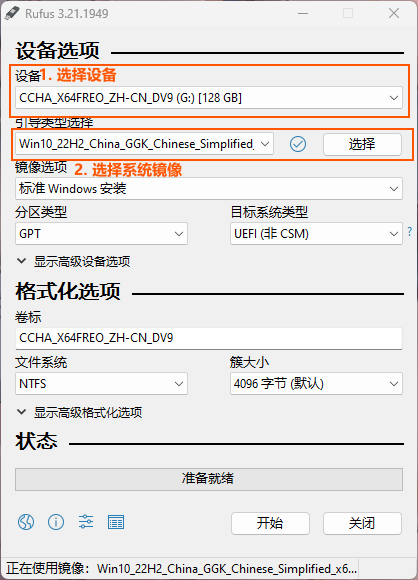 Rufus 3.21.1949
设备选项
设备
1. 选择设备
CCHA_X64FREO_ZH-CN_DV9 (G:) [128 GB]
引导类型选择
Win10_22H2_China_GGK_Chinese_Simplified_
选择
镜像选项
2. 选择系统镜像
标准 Windows 安装
分区类型
目标系统类型
GPT
UEFI (非 CSM)
?
显示高级设备选项
格式化选项
卷标
CCHA_X64FREO_ZH-CN_DV9
文件系统
簇大小
NTFS
4096 字节 (默认)
显示高级格式化选项
状态
准备就绪
开始
关闭
正在使用镜像：Win10_22H2_China_GGK_Chinese_Simplified_x6...